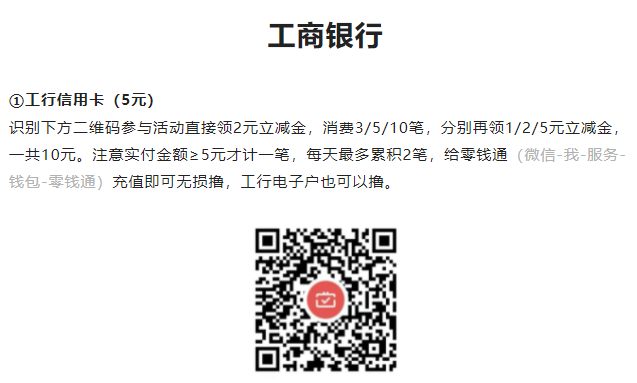 工商银行
①工行信用卡（5元）
识别下方二维码参与活动直接领2元立减金，消费3/5/10笔，分别再领1/2/5元立减金，
一共10元。注意实付金额≥5元才计一笔，每天最多累积2笔，给零钱通（微信-我-服务-
钱包-零钱通）充值即可无损撸，工行电子户也可以撸。